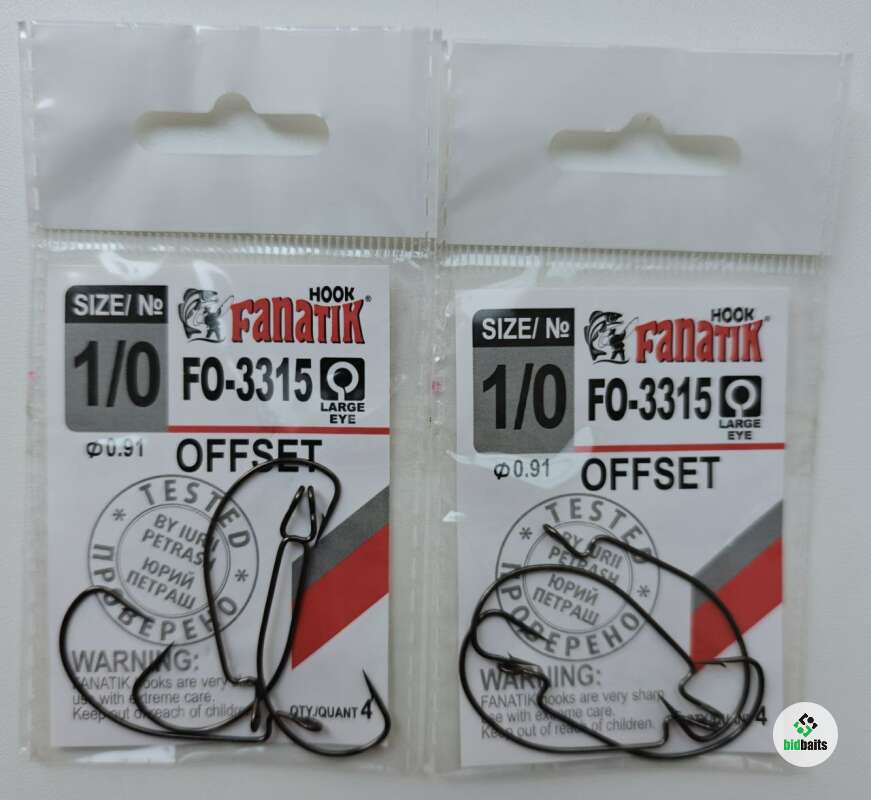 SIZE/ №
1/0
HOOK
FANATIK®
FO-3315
LARGE
EYE
Ф0.91
OFFSET
TESTED
BY IURII
PETRASH
ЮРИЙ
ПЕТРАШ
ПРОВЕРЕНО
WARNING:
FANATIK hooks are very
use with extreme care.
Keep out of reach of children.
QTY/QUANT 4
SIZE/ №
1/0
HOOK
FANATIK®
FO-3315
LARGE
EYE
Ф0.91
OFFSET
TESTED
BY IURII
PETRASH
ЮРИЙ
ПЕТРАШ
ПРОВЕРЕНО
WARNING:
FANATIK hooks are very sharp
use with extreme care.
Keep out of reach of children.
4
bidbaits